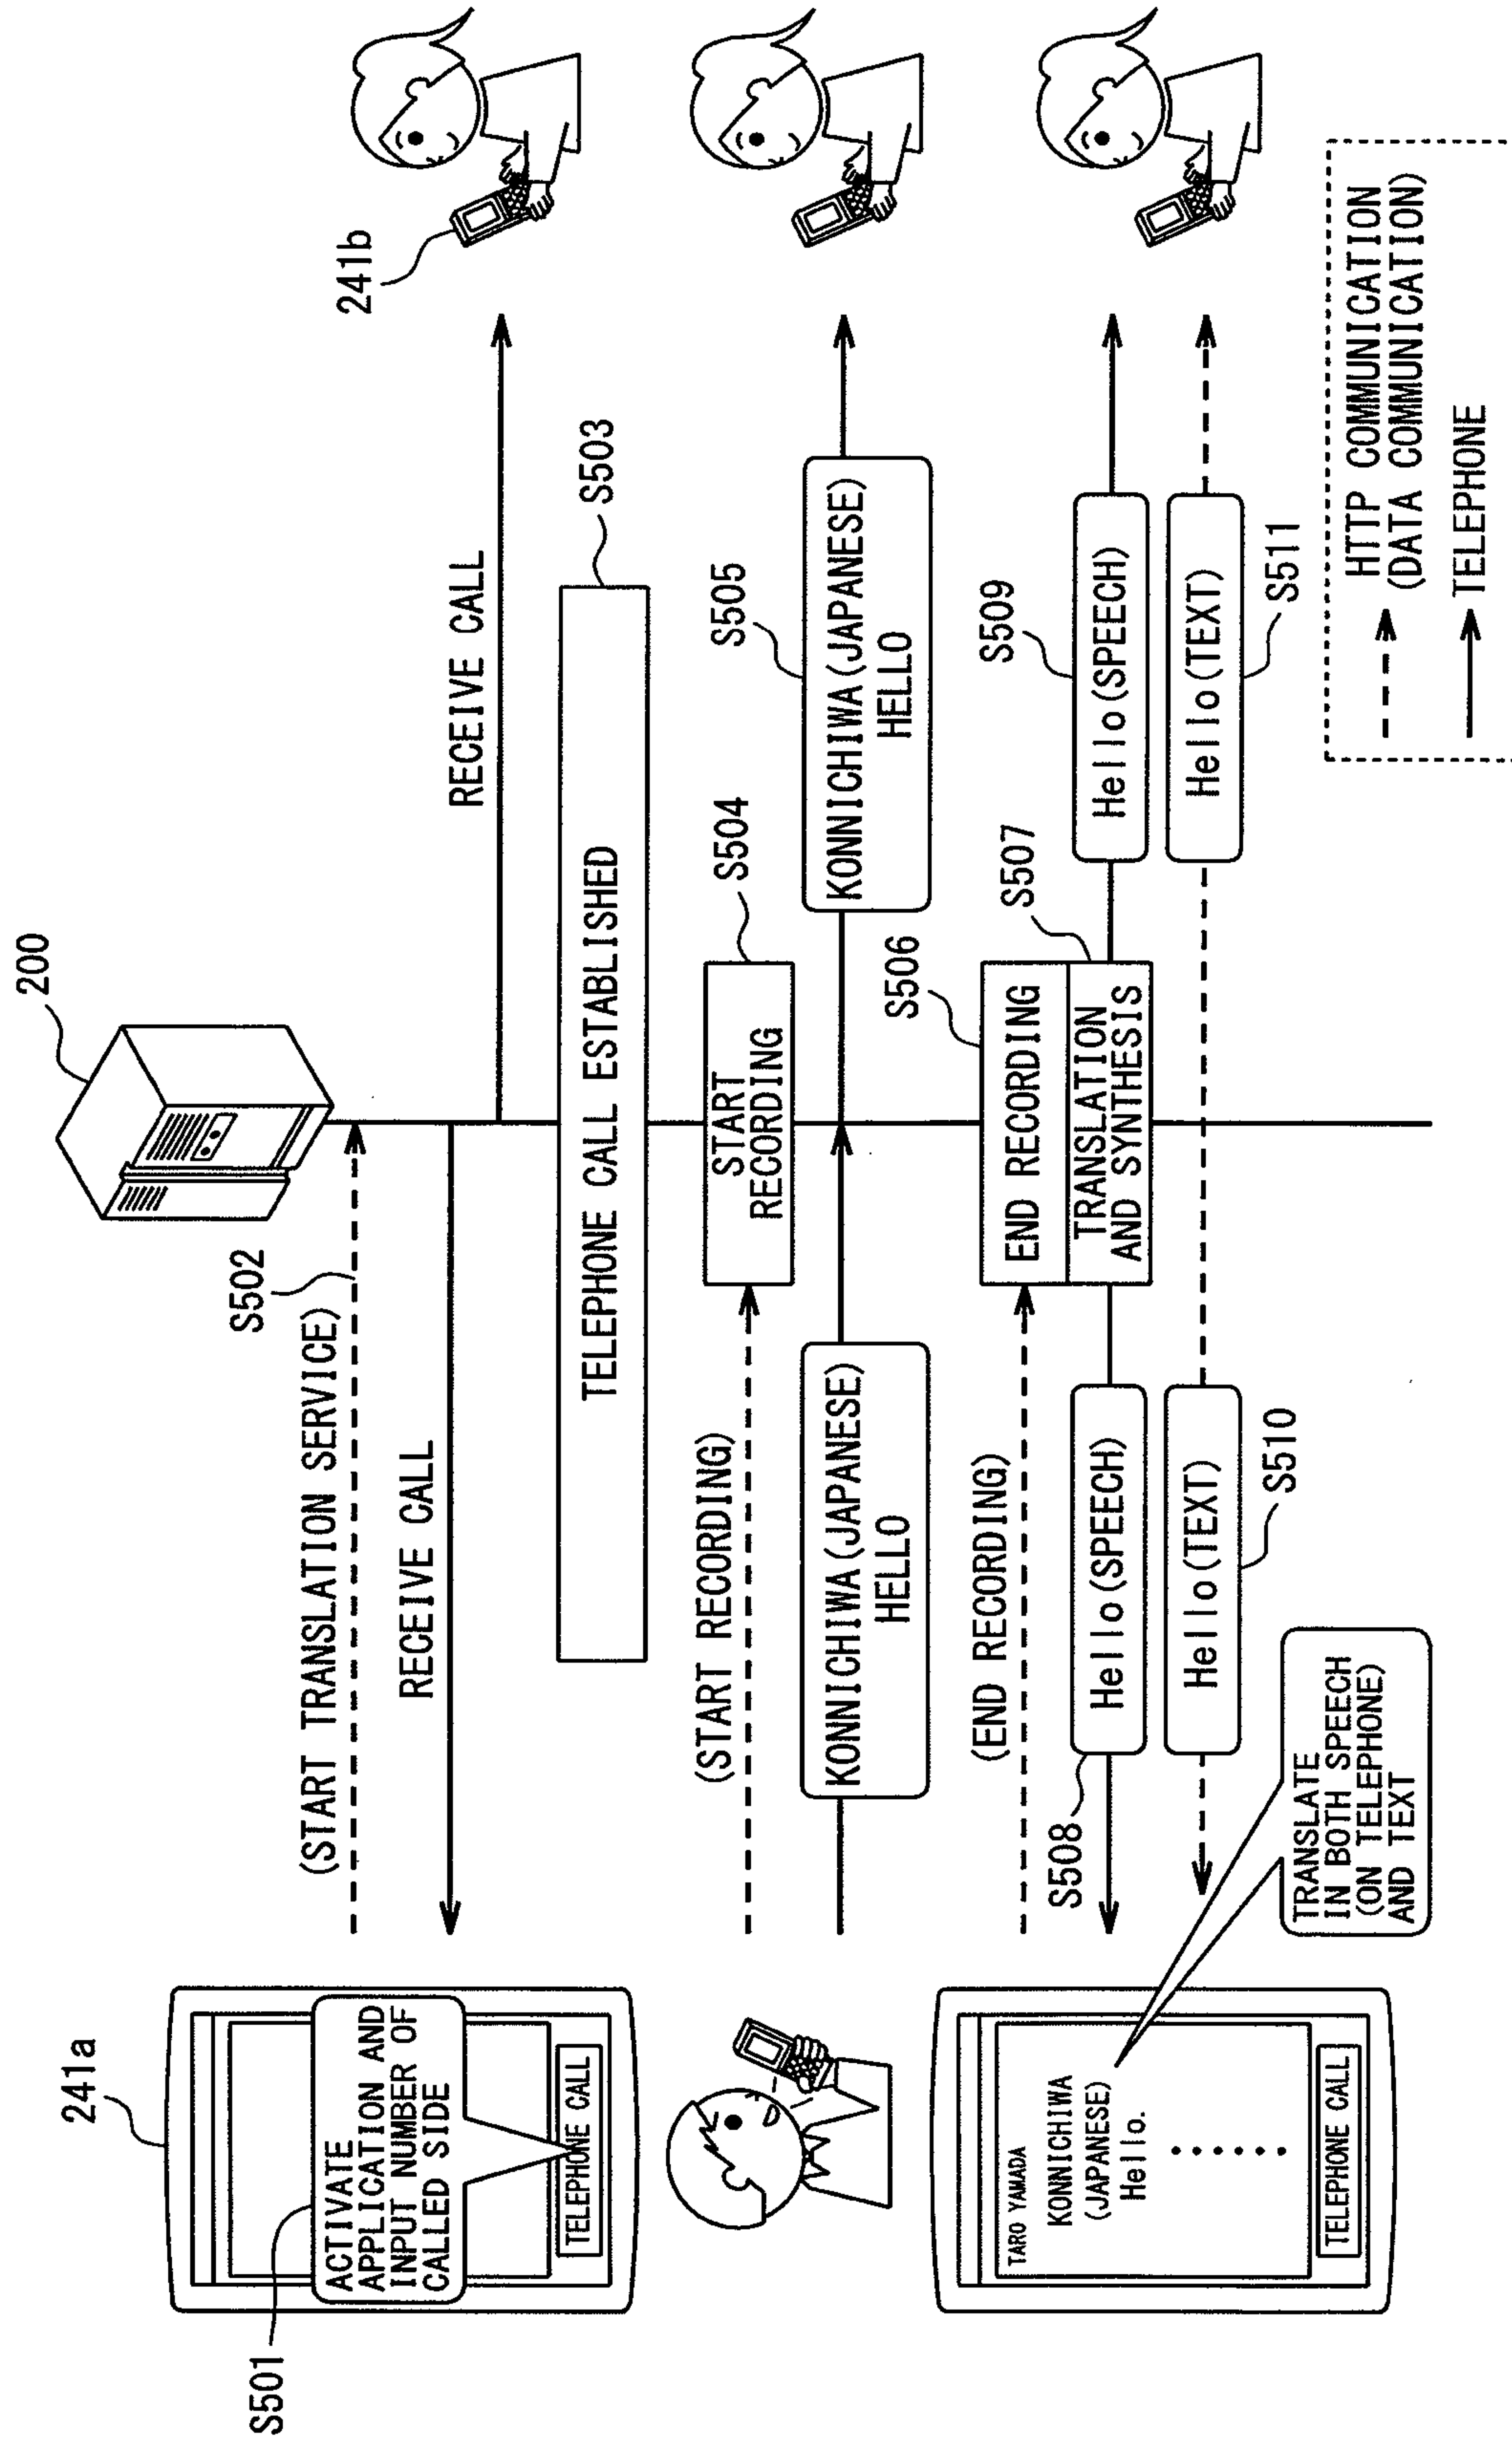 200
241a
S501
ACTIVATE
APPLICATION AND
INPUT NUMBER OF
CALLED SIDE
TELEPHONE CALL
(START TRANSLATION SERVICE)
S502
RECEIVE CALL
RECEIVE CALL
241b
TELEPHONE CALL ESTABLISHED
S503
(START RECORDING)
START
RECORDING
S504
KONNICHIWA(JAPANESE)
HELLO
KONNICHIWA(JAPANESE)
HELLO
S505
(END RECORDING)
END RECORDING
S506
TRANSLATION
AND SYNTHESIS
S507
S508
Hello(SPEECH)
Hello(SPEECH)
S509
Hello(TEXT)
S510
Hello(TEXT)
S511
TARO YAMADA
KONNICHIWA
(JAPANESE)
Hello.
TELEPHONE CALL
TRANSLATE
IN BOTH SPEECH
(ON TELEPHONE)
AND TEXT
HTTP COMMUNICATION
(DATA COMMUNICATION)
TELEPHONE